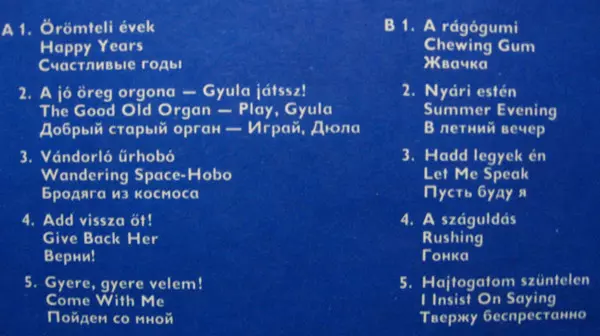 A 1. Örömteli évek
Happy Years
Счастливые годы
2. A jó öreg orgona — Gyula játssz!
The Good Old Organ — Play, Gyula
Добрый старый орган — Играй, Дюла
3. Vándorló űrhobó
Wandering Space-Hobo
Бродяга из космоса
4. Add vissza őt!
Give Back Her
Верни!
5. Gyere, gyere velem!
Come With Me
Пойдем со мной
B 1. A rágógumi
Chewing Gum
Жвачка
2. Nyári estén
Summer Evening
В летний вечер
3. Hadd legyek én
Let Me Speak
Пусть буду я
4. A száguldás
Rushing
Гонка
5. Hajtogatom szüntelen
I Insist On Saying
Твержу беспрестанно